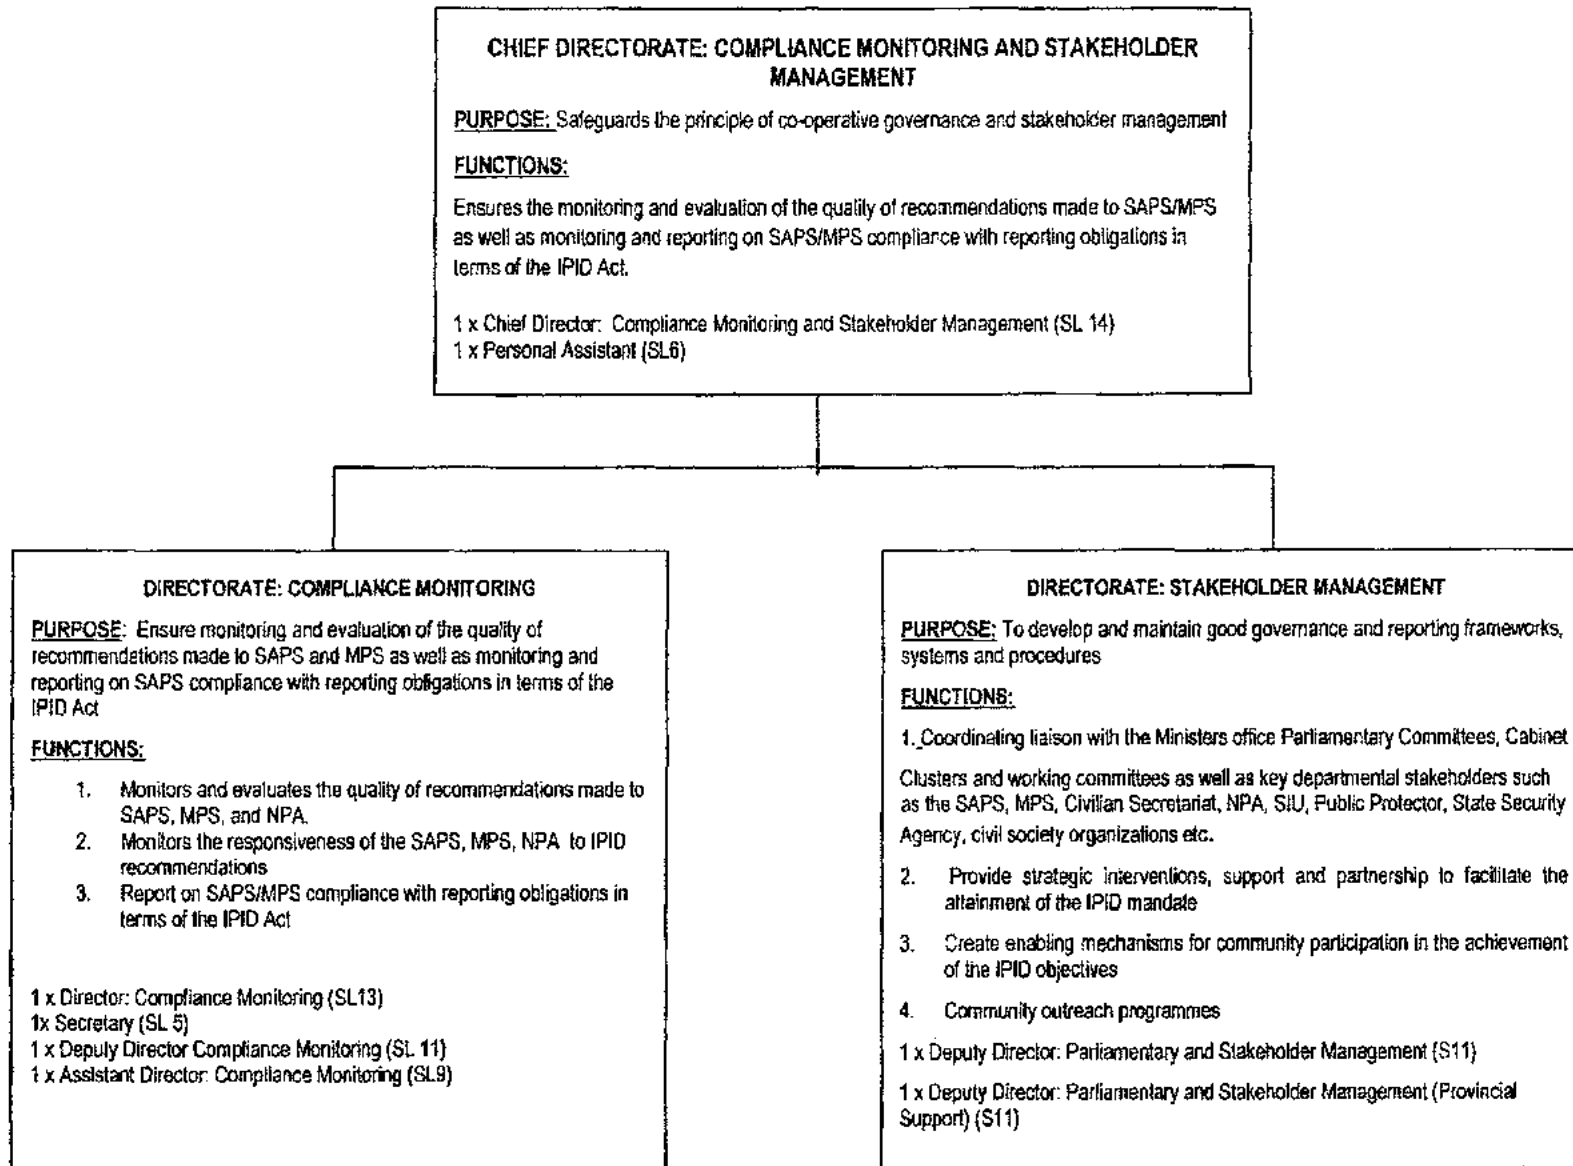 CHIEF DIRECTORATE: COMPLIANCE MONITORING AND STAKEHOLDER
MANAGEMENT
PURPOSE: Safeguards the principle of co-operative governance and stakeholder management
FUNCTIONS:
Ensures the monitoring and evaluation of the quality of recommendations made to SAPS/MPS
as well as monitoring and reporting on SAPS/MPS compliance with reporting obligations in
terms of the IPID Act.
1 x Chief Director: Compliance Monitoring and Stakeholder Management (SL 14)
1 x Personal Assistant (SL6)
DIRECTORATE: COMPLIANCE MONITORING
PURPOSE: Ensure monitoring and evaluation of the quality of
recommendations made to SAPS and MPS as well as monitoring and
reporting on SAPS compliance with reporting obligations in terms of the
IPID Act
FUNCTIONS:
1. Monitors and evaluates the quality of recommendations made to
SAPS, MPS, and NPA.
2. Monitors the responsiveness of the SAPS, MPS, NPA to IPID
recommendations
3. Report on SAPS/MPS compliance with reporting obligations in
terms of the IPID Act
1 x Director: Compliance Monitoring (SL13)
1x Secretary (SL 5)
1 x Deputy Director Compliance Monitoring (SL 11)
1 x Assistant Director: Compliance Monitoring (SL9)
DIRECTORATE: STAKEHOLDER MANAGEMENT
PURPOSE: To develop and maintain good governance and reporting frameworks,
systems and procedures
FUNCTIONS:
1. Coordinating liaison with the Ministers office Parliamentary Committees, Cabinet
Clusters and working committees as well as key departmental stakeholders such
as the SAPS, MPS, Civilian Secretariat, NPA, SIU, Public Protector, State Security
Agency, civil society organizations etc.
2. Provide strategic interventions, support and partnership to facilitate the
attainment of the IPID mandate
3. Create enabling mechanisms for community participation in the achievement
of the IPID objectives
4. Community outreach programmes
1 x Deputy Director: Parliamentary and Stakeholder Management (S11)
1 x Deputy Director: Parliamentary and Stakeholder Management (Provincial
Support) (S11)